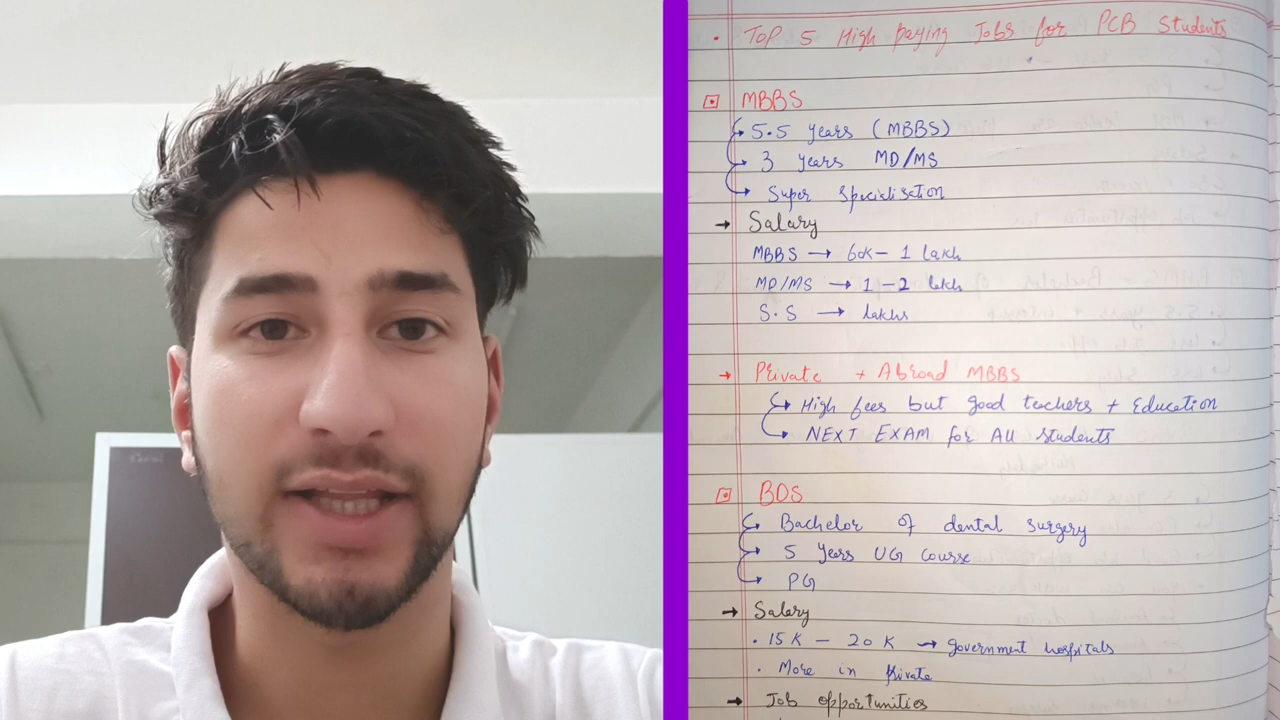 • Top 5 High paying Jobs for PCB Students
MBBS
5.5 years (MBBS)
3 years MD/MS
Super specialisation
→ Salary
MBBS → 60K – 1 lakh
MD/MS → 1 – 2 lakh
S.S → lakhs
→ Private + Abroad MBBS
High fees but good teachers + Education
NEXT EXAM for All students
BDS
Bachelor of dental surgery
5 years UG course
PG
→ Salary
• 15K – 20K → government hospitals
• More in private
→ Job opportunities